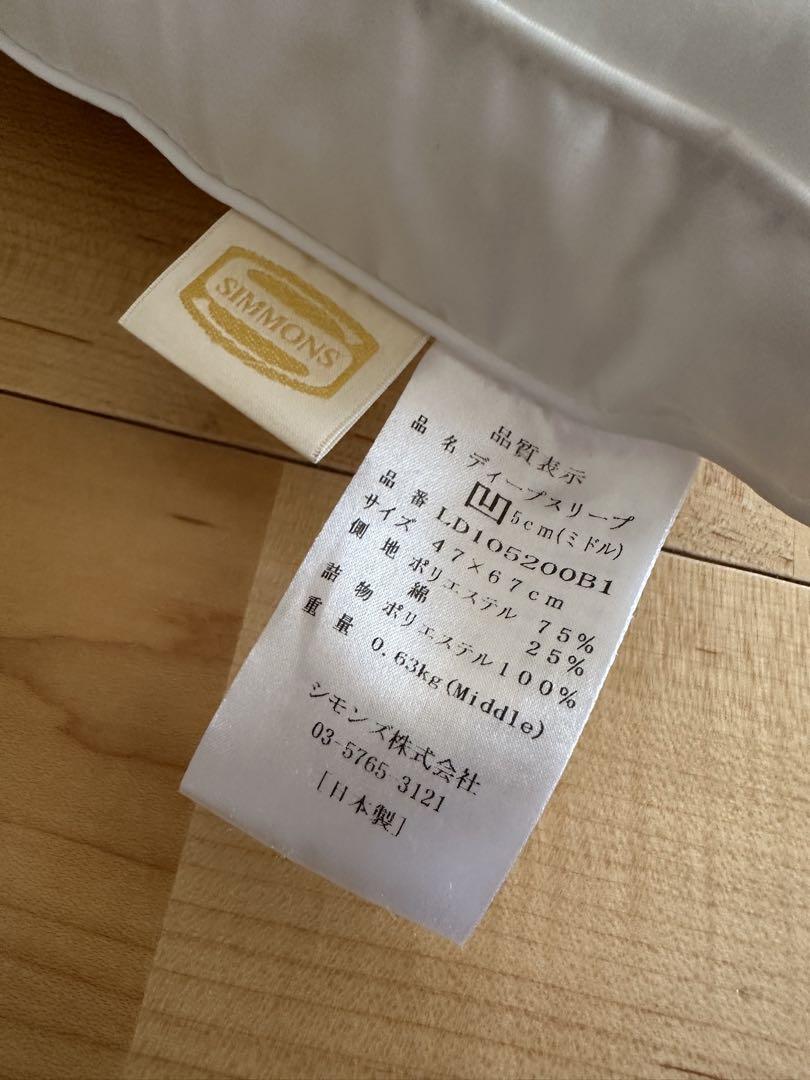 SIMMONS
品質表示
品名 ディープスリープ
凹5cm(ミドル)
品番 LD105200B1
サイズ 47×67cm
側地 ポリエステル 75%
綿 25%
詰物 ポリエステル100%
重量 0.63kg(Middle)
シモンズ株式会社
03-5765-3121
[日本製]